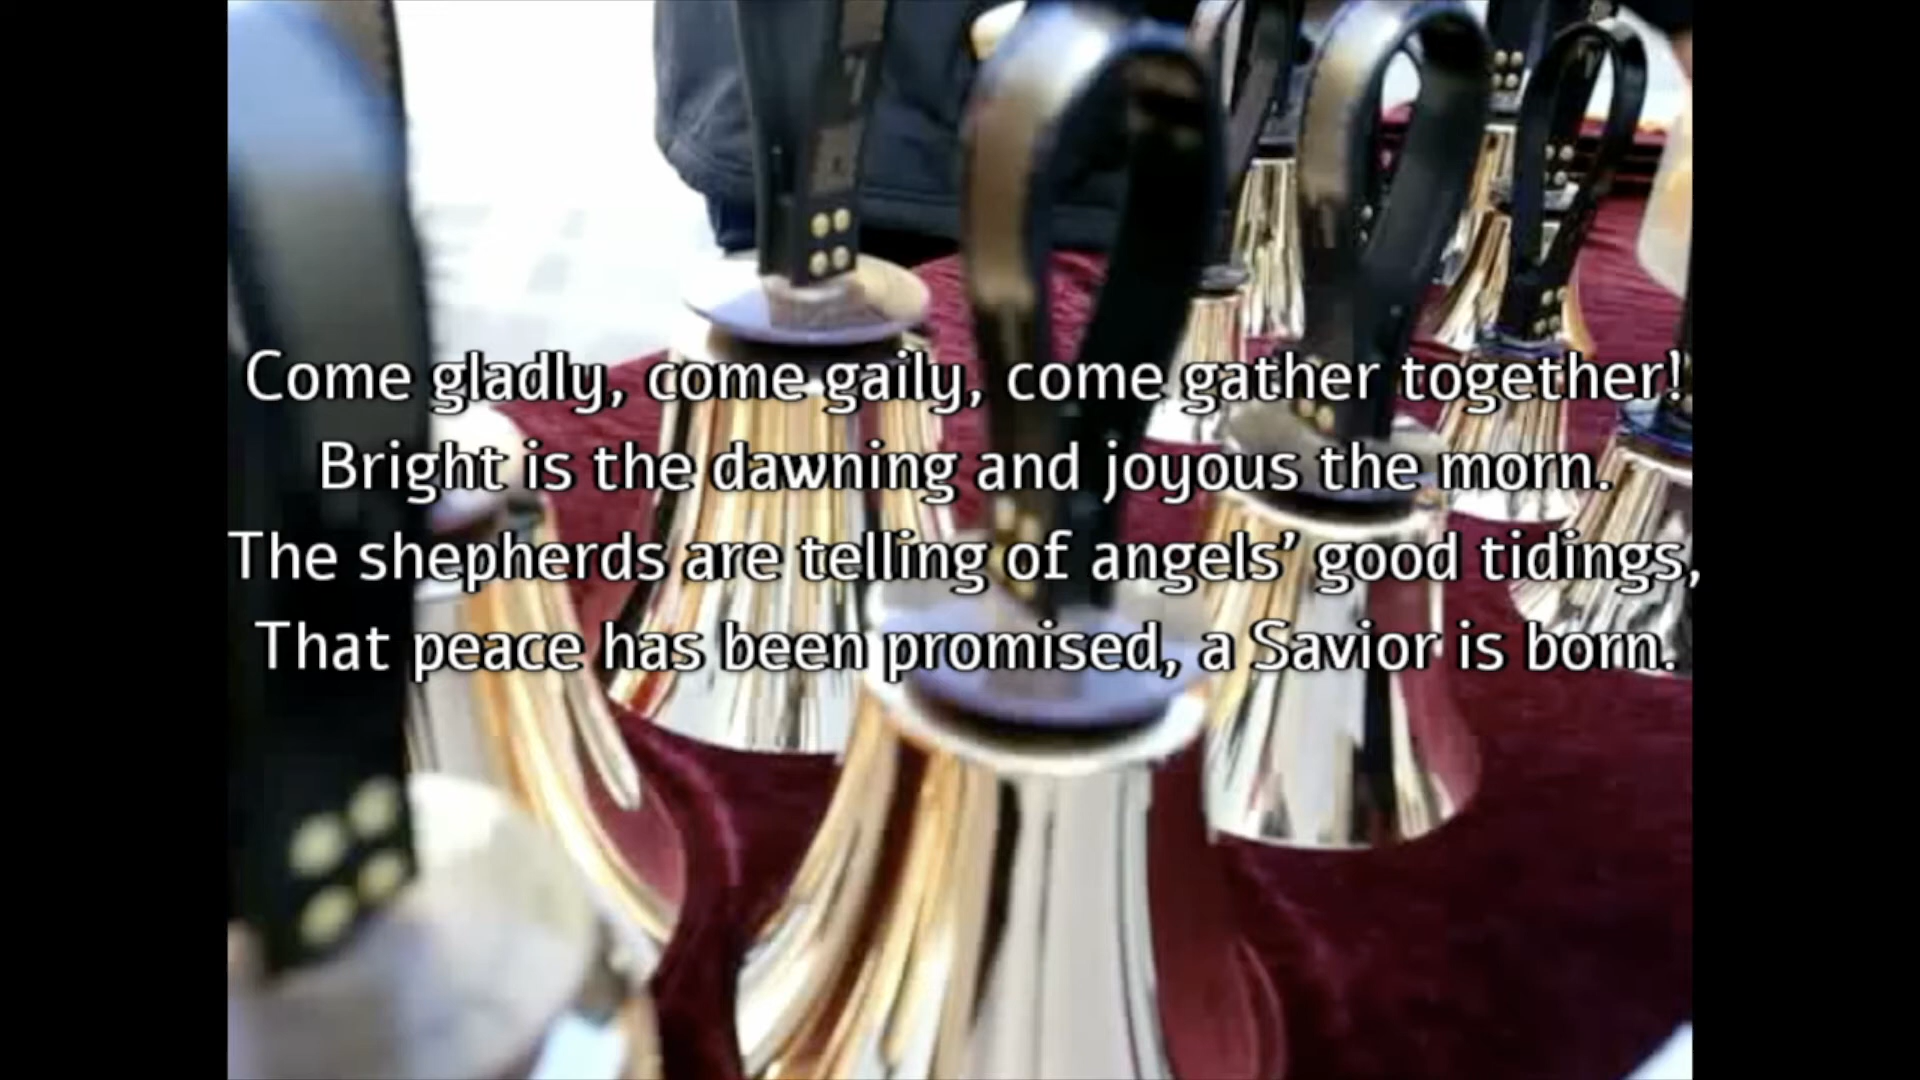 Come gladly, come gaily, come gather together!
Bright is the dawning and joyous the morn.
The shepherds are telling of angels’ good tidings,
That peace has been promised, a Savior is born.